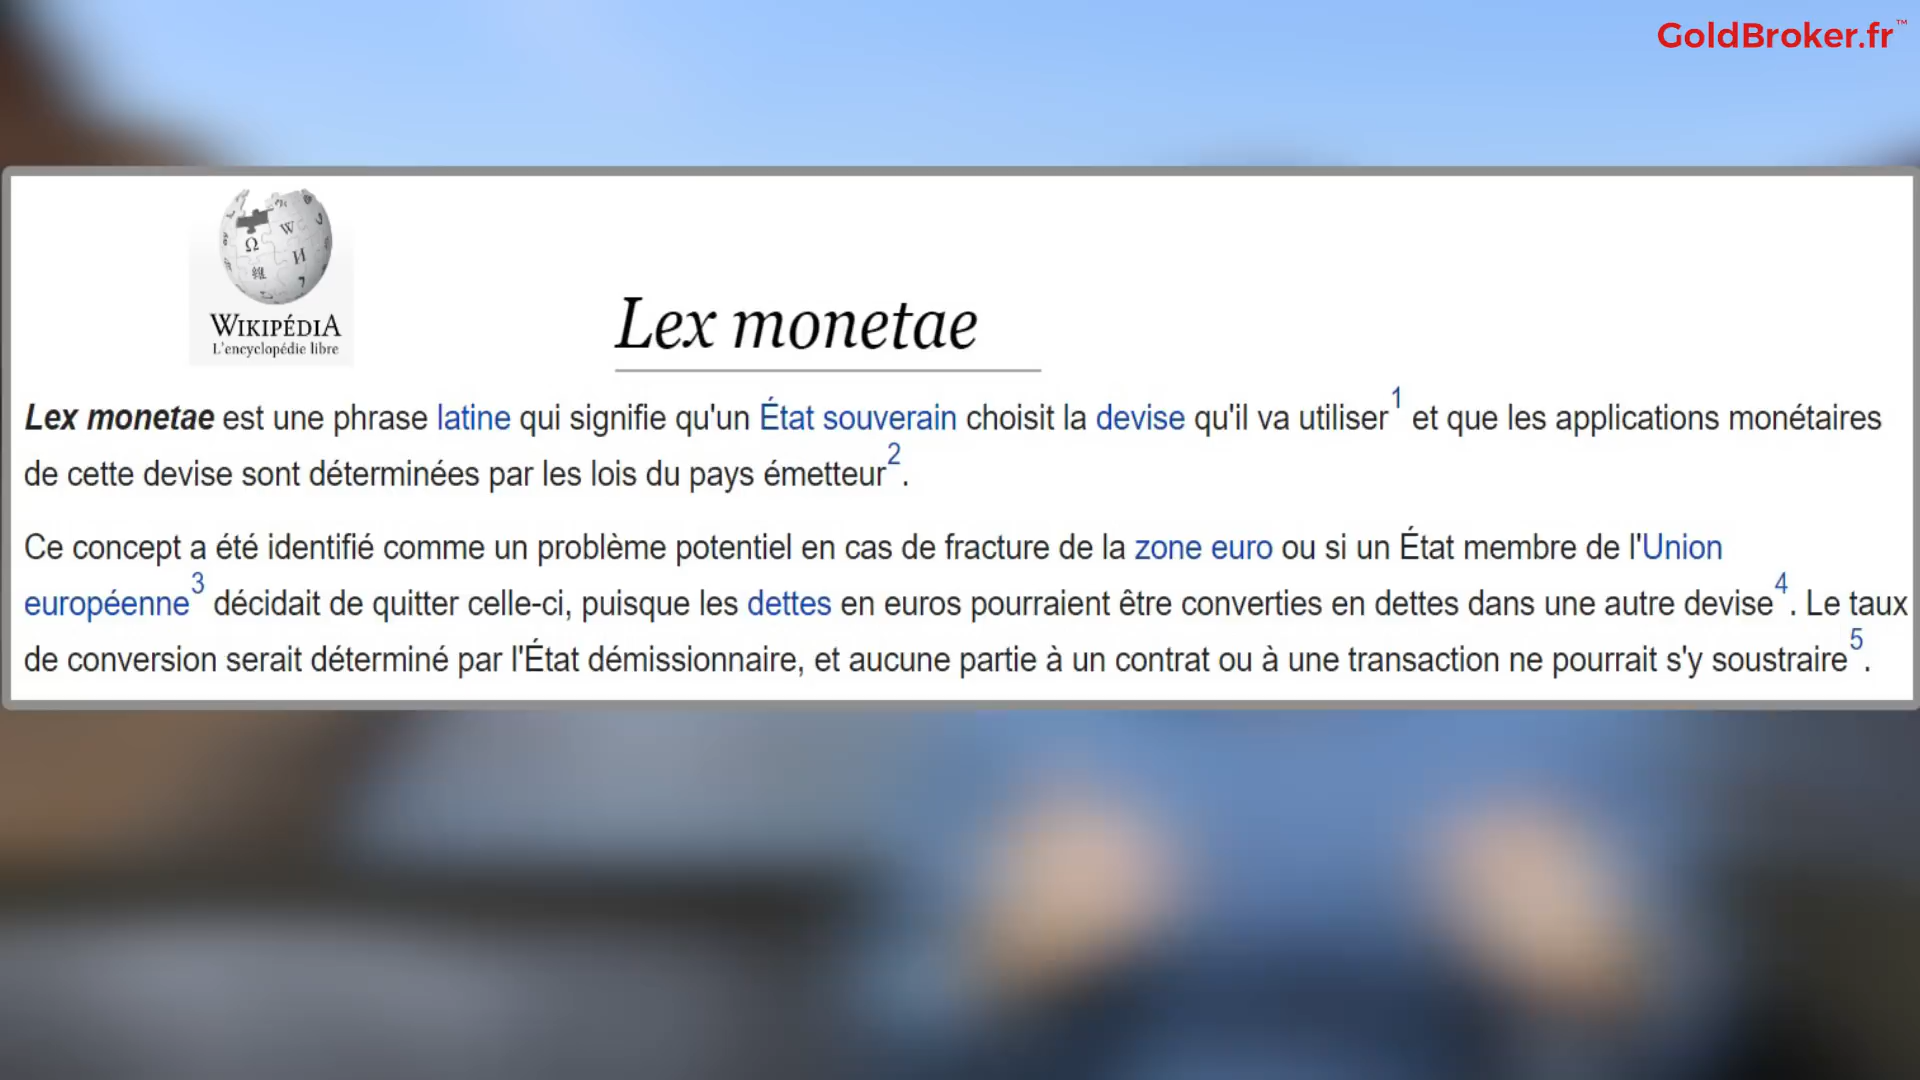 GoldBroker.fr™
WIKIPÉDIA
L'encyclopédie libre
Lex monetae
Lex monetae est une phrase latine qui signifie qu'un État souverain choisit la devise qu'il va utiliser1 et que les applications monétaires
de cette devise sont déterminées par les lois du pays émetteur2.
Ce concept a été identifié comme un problème potentiel en cas de fracture de la zone euro ou si un État membre de l'Union
européenne3 décidait de quitter celle-ci, puisque les dettes en euros pourraient être converties en dettes dans une autre devise4. Le taux
de conversion serait déterminé par l'État démissionnaire, et aucune partie à un contrat ou à une transaction ne pourrait s'y soustraire5.